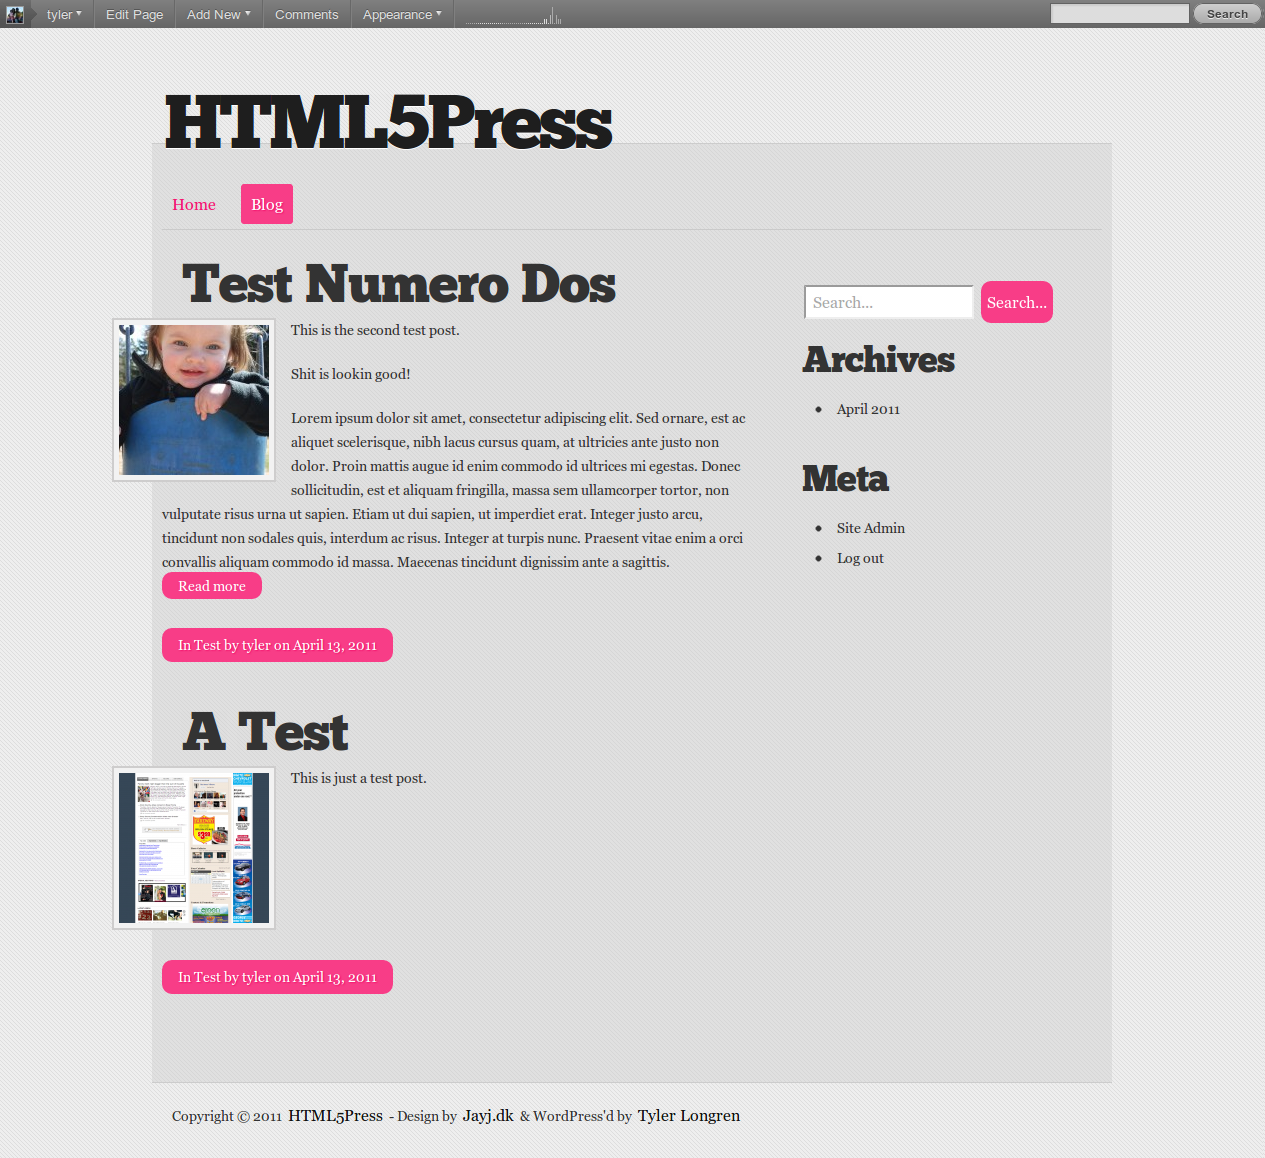 tyler Edit Page Add New Comments Appearance Search
HTML5Press
Home Blog
Test Numero Dos
This is the second test post.
Shit is lookin good!
Lorem ipsum dolor sit amet, consectetur adipiscing elit. Sed ornare, est ac
aliquet scelerisque, nibh lacus cursus quam, at ultricies ante justo non
dolor. Proin mattis augue id enim commodo id ultrices mi egestas. Donec
sollicitudin, est et aliquam fringilla, massa sem ullamcorper tortor, non
vulputate risus urna ut sapien. Etiam ut dui sapien, ut imperdiet erat. Integer justo arcu,
tincidunt non sodales quis, interdum ac risus. Integer at turpis nunc. Praesent vitae enim a orci
convallis aliquam commodo id massa. Maecenas tincidunt dignissim ante a sagittis.
Read more
In Test by tyler on April 13, 2011
A Test
This is just a test post.
In Test by tyler on April 13, 2011
Search... Search...
Archives
April 2011
Meta
Site Admin
Log out
Copyright © 2011 HTML5Press - Design by Jayj.dk & WordPress'd by Tyler Longren